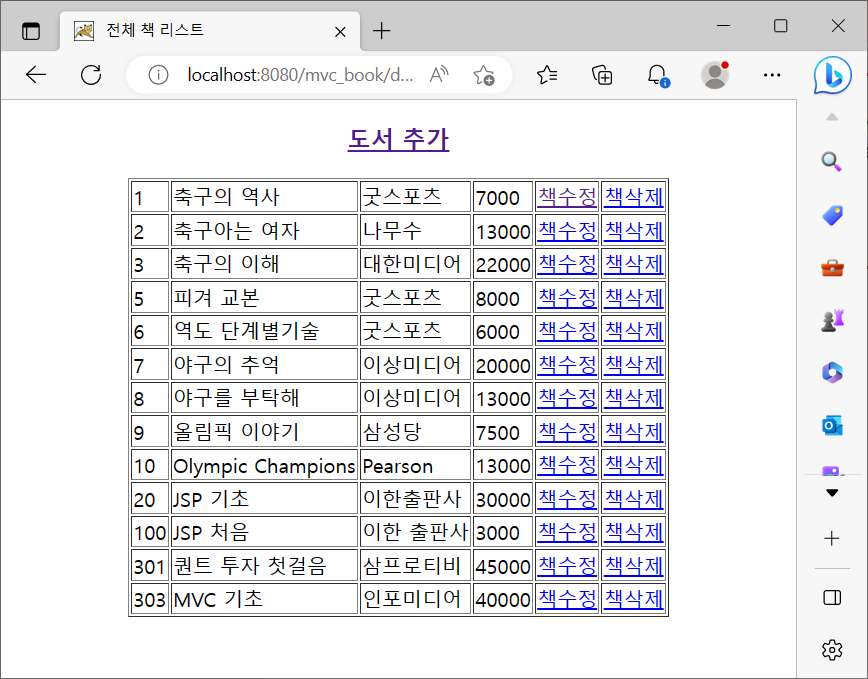 전체 책 리스트
localhost:8080/mvc_book/d...
도서 추가
1 축구의 역사 굿스포츠 7000 책수정 책삭제
2 축구아는 여자 나무수 13000 책수정 책삭제
3 축구의 이해 대한미디어 22000 책수정 책삭제
5 피겨 교본 굿스포츠 8000 책수정 책삭제
6 역도 단계별기술 굿스포츠 6000 책수정 책삭제
7 야구의 추억 이상미디어 20000 책수정 책삭제
8 야구를 부탁해 이상미디어 13000 책수정 책삭제
9 올림픽 이야기 삼성당 7500 책수정 책삭제
10 Olympic Champions Pearson 13000 책수정 책삭제
20 JSP 기초 이한출판사 30000 책수정 책삭제
100 JSP 처음 이한 출판사 3000 책수정 책삭제
301 퀀트 투자 첫걸음 삼프로티비 45000 책수정 책삭제
303 MVC 기초 인포미디어 40000 책수정 책삭제